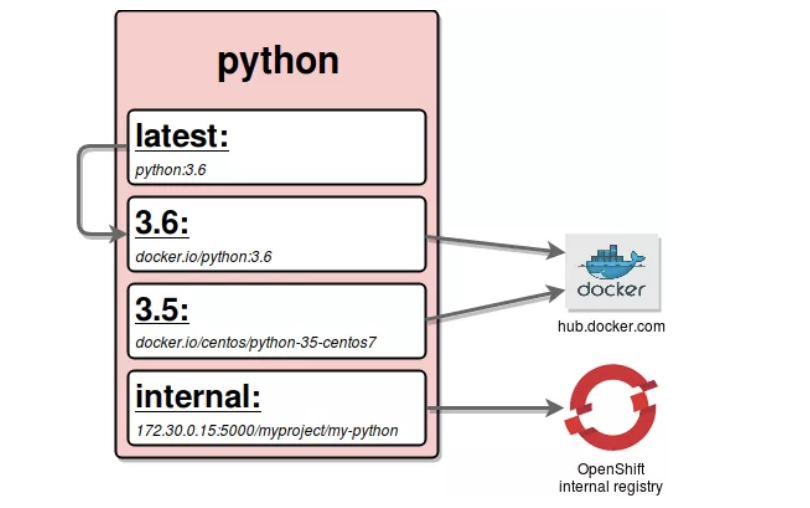 python
latest:
python:3.6
3.6:
docker.io/python:3.6
3.5:
docker.io/centos/python-35-centos7
internal:
172.30.0.15:5000/myproject/my-python
docker
hub.docker.com
OpenShift
internal registry